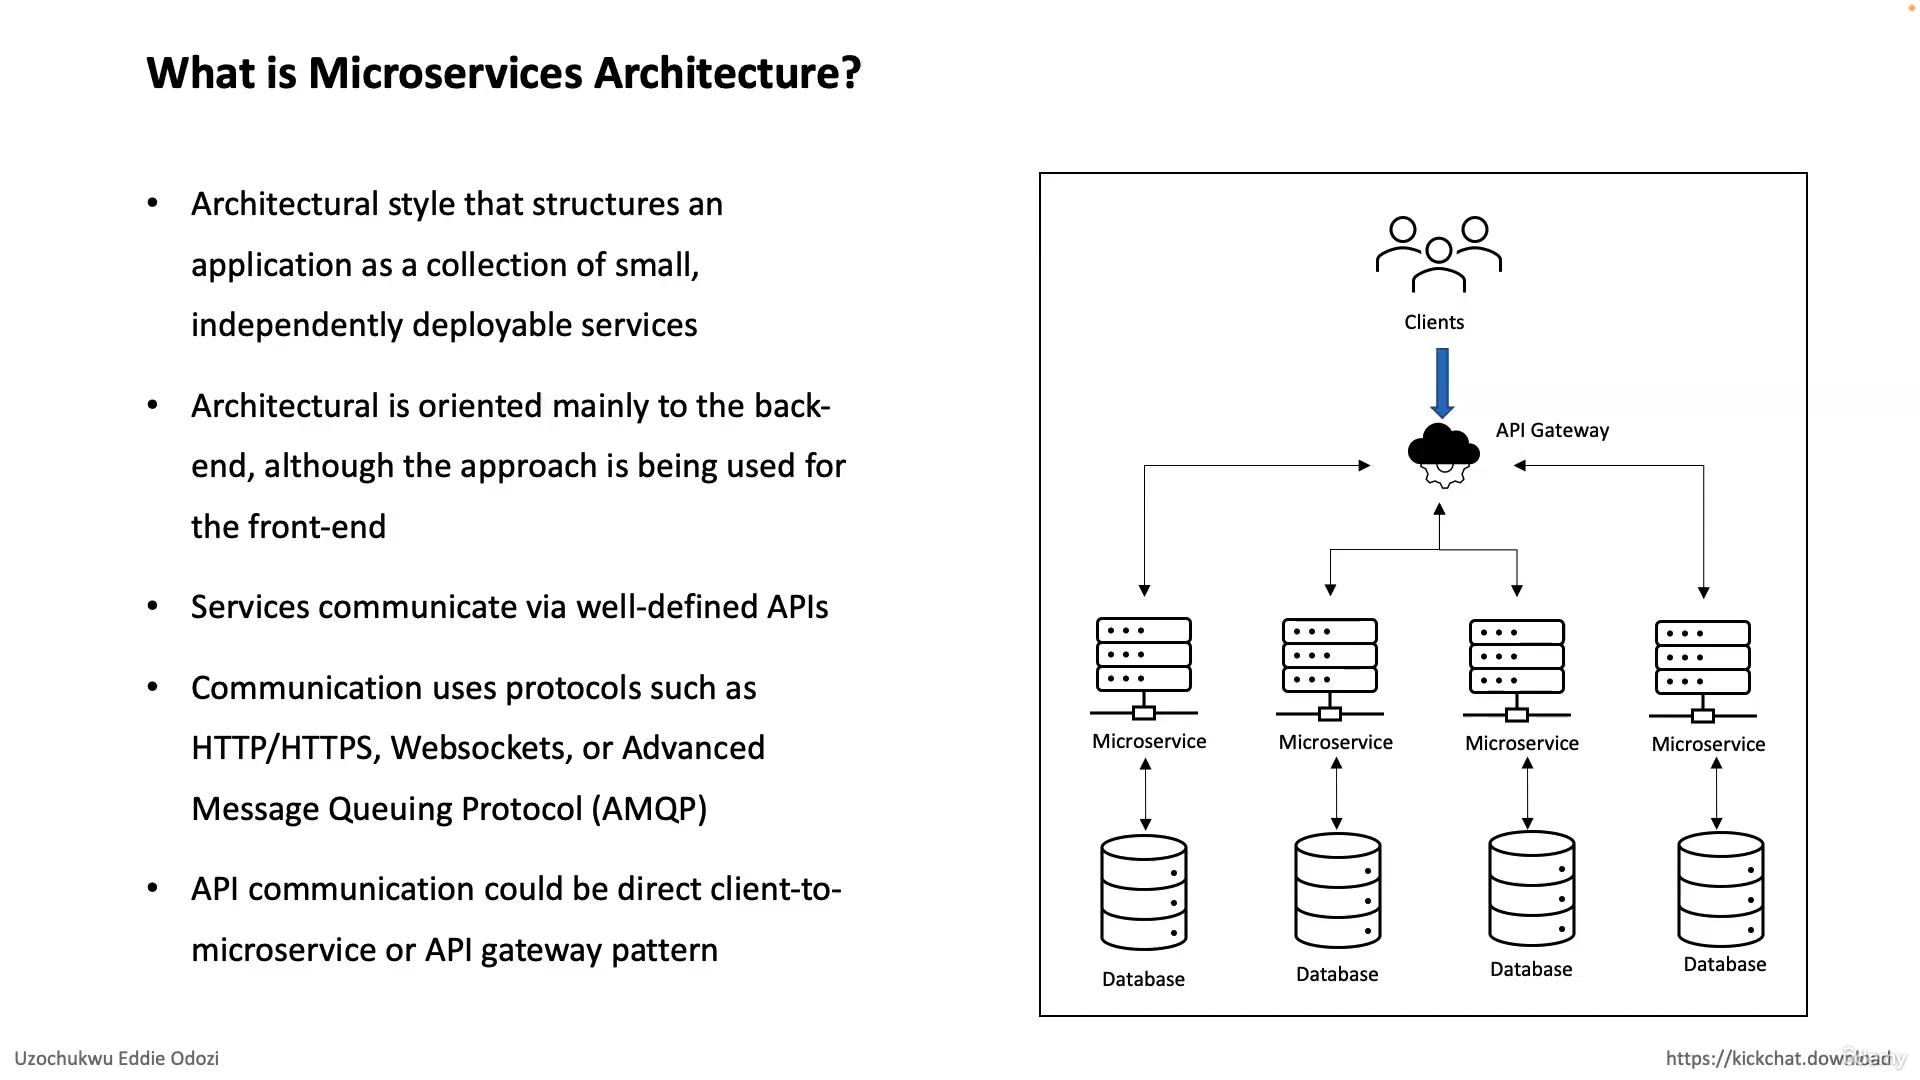 What is Microservices Architecture?
• Architectural style that structures an
application as a collection of small,
independently deployable services
• Architectural is oriented mainly to the back-
end, although the approach is being used for
the front-end
• Services communicate via well-defined APIs
• Communication uses protocols such as
HTTP/HTTPS, Websockets, or Advanced
Message Queuing Protocol (AMQP)
• API communication could be direct client-to-
microservice or API gateway pattern
Clients
API Gateway
Microservice
Microservice
Microservice
Microservice
Database
Database
Database
Database
Uzochukwu Eddie Odozi
https://kickchat.download